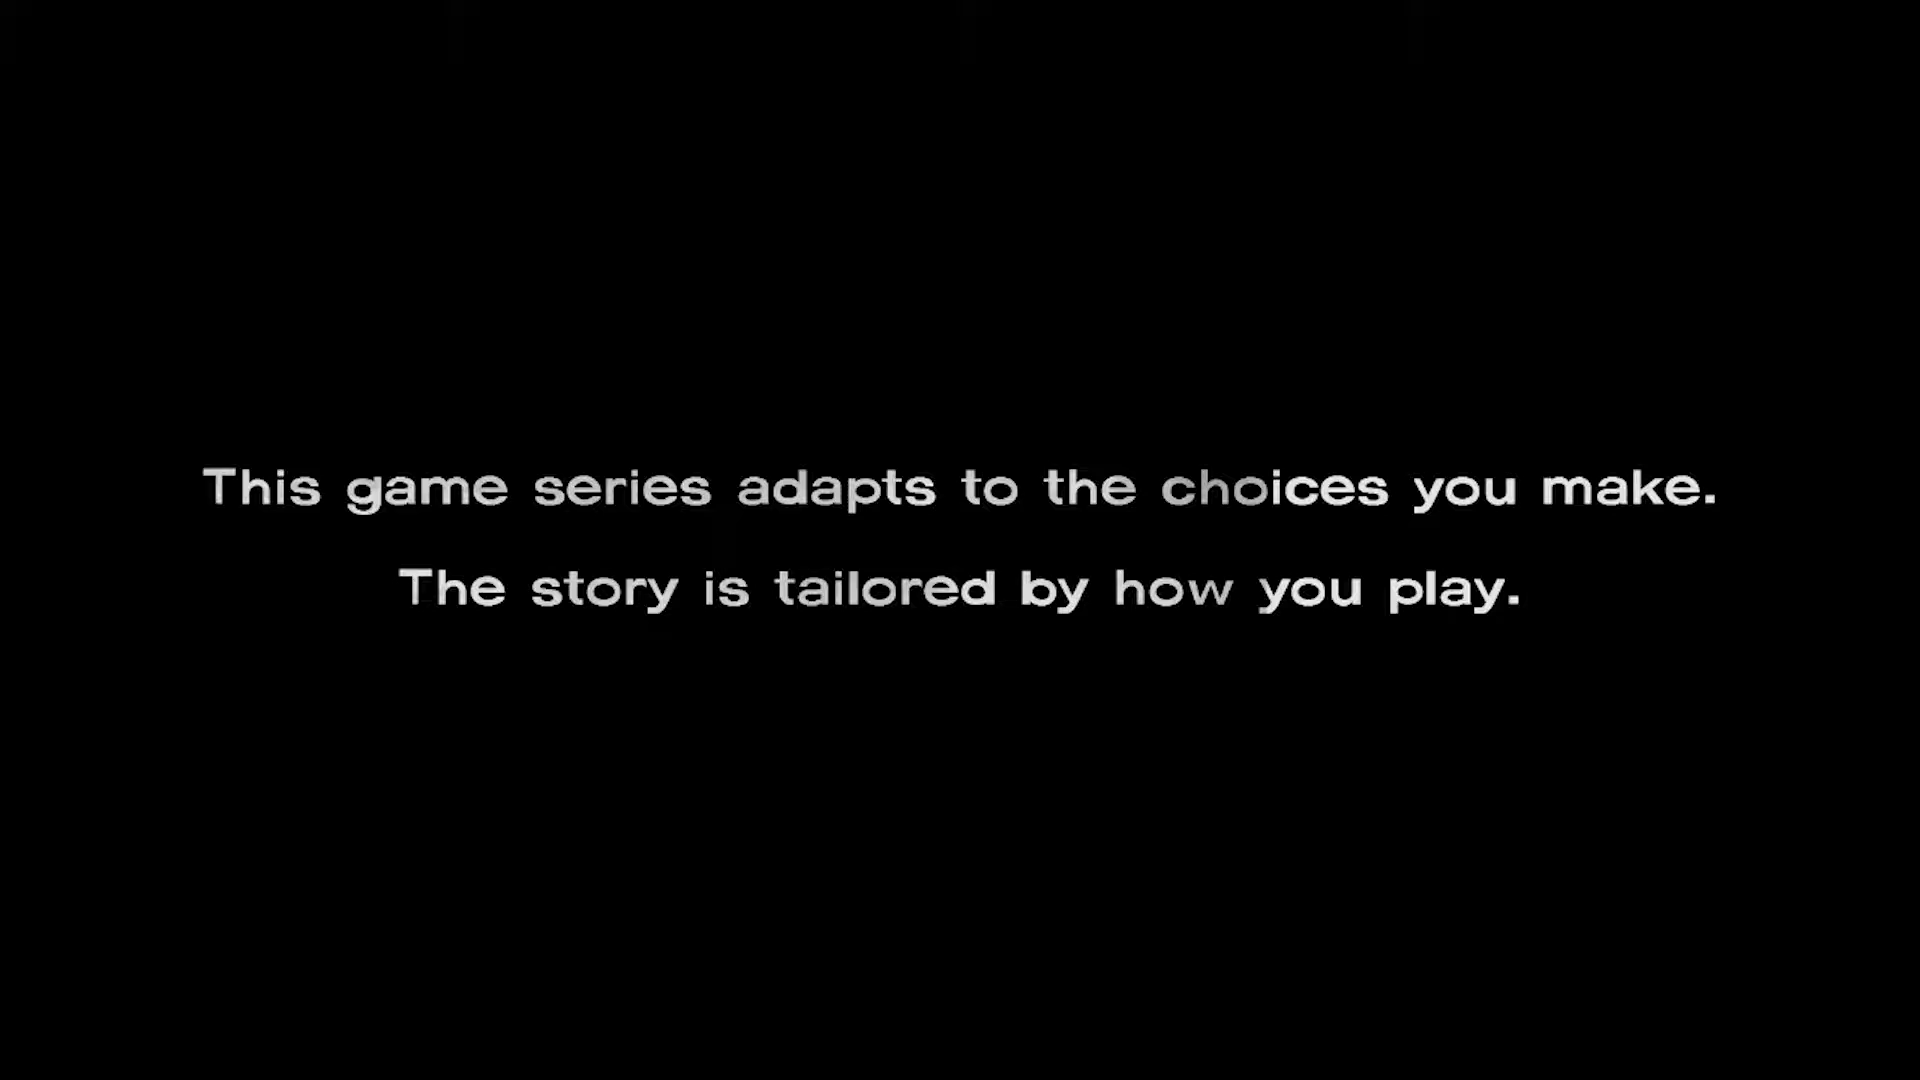 This game series adapts to the choices you make.
The story is tailored by how you play.